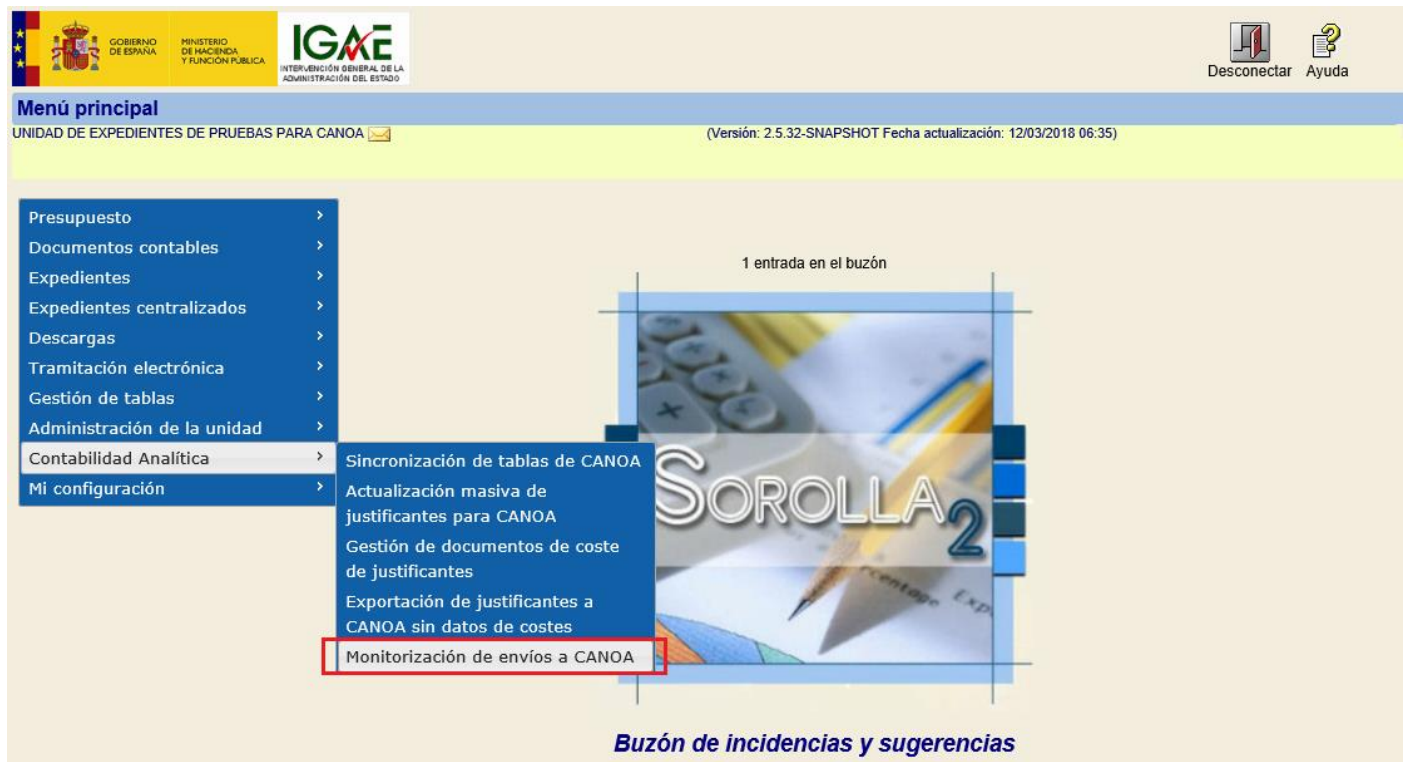 GOBIERNO
DE ESPAÑA
MINISTERIO
DE HACIENDA
Y FUNCIÓN PÚBLICA
IGAE
INTERVENCIÓN GENERAL DE LA
ADMINISTRACIÓN DEL ESTADO
Desconectar Ayuda
Menú principal
UNIDAD DE EXPEDIENTES DE PRUEBAS PARA CANOA (Versión: 2.5.32-SNAPSHOT Fecha actualización: 12/03/2018 06:35)
Presupuesto
Documentos contables
Expedientes
Expedientes centralizados
Descargas
Tramitación electrónica
Gestión de tablas
Administración de la unidad
Contabilidad Analítica
Mi configuración
Sincronización de tablas de CANOA
Actualización masiva de
justificantes para CANOA
Gestión de documentos de coste
de justificantes
Exportación de justificantes a
CANOA sin datos de costes
Monitorización de envíos a CANOA
1 entrada en el buzón
SOROLLA2
Buzón de incidencias y sugerencias